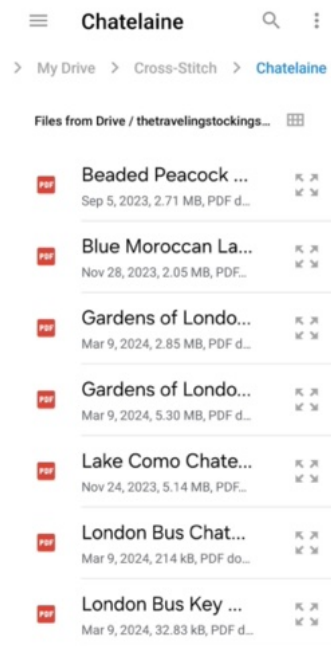 Chatelaine
> My Drive > Cross-Stitch > Chatelaine
Files from Drive / thetravelingstockings...
PDF
Beaded Peacock ...
Sep 5, 2023, 2.71 MB, PDF d...
PDF
Blue Moroccan La...
Nov 28, 2023, 2.05 MB, PDF...
PDF
Gardens of Londo...
Mar 9, 2024, 2.85 MB, PDF d...
PDF
Gardens of Londo...
Mar 9, 2024, 5.30 MB, PDF d...
PDF
Lake Como Chate...
Nov 24, 2023, 5.14 MB, PDF...
PDF
London Bus Chat...
Mar 9, 2024, 214 kB, PDF do...
PDF
London Bus Key ...
Mar 9, 2024, 32.83 kB, PDF d...